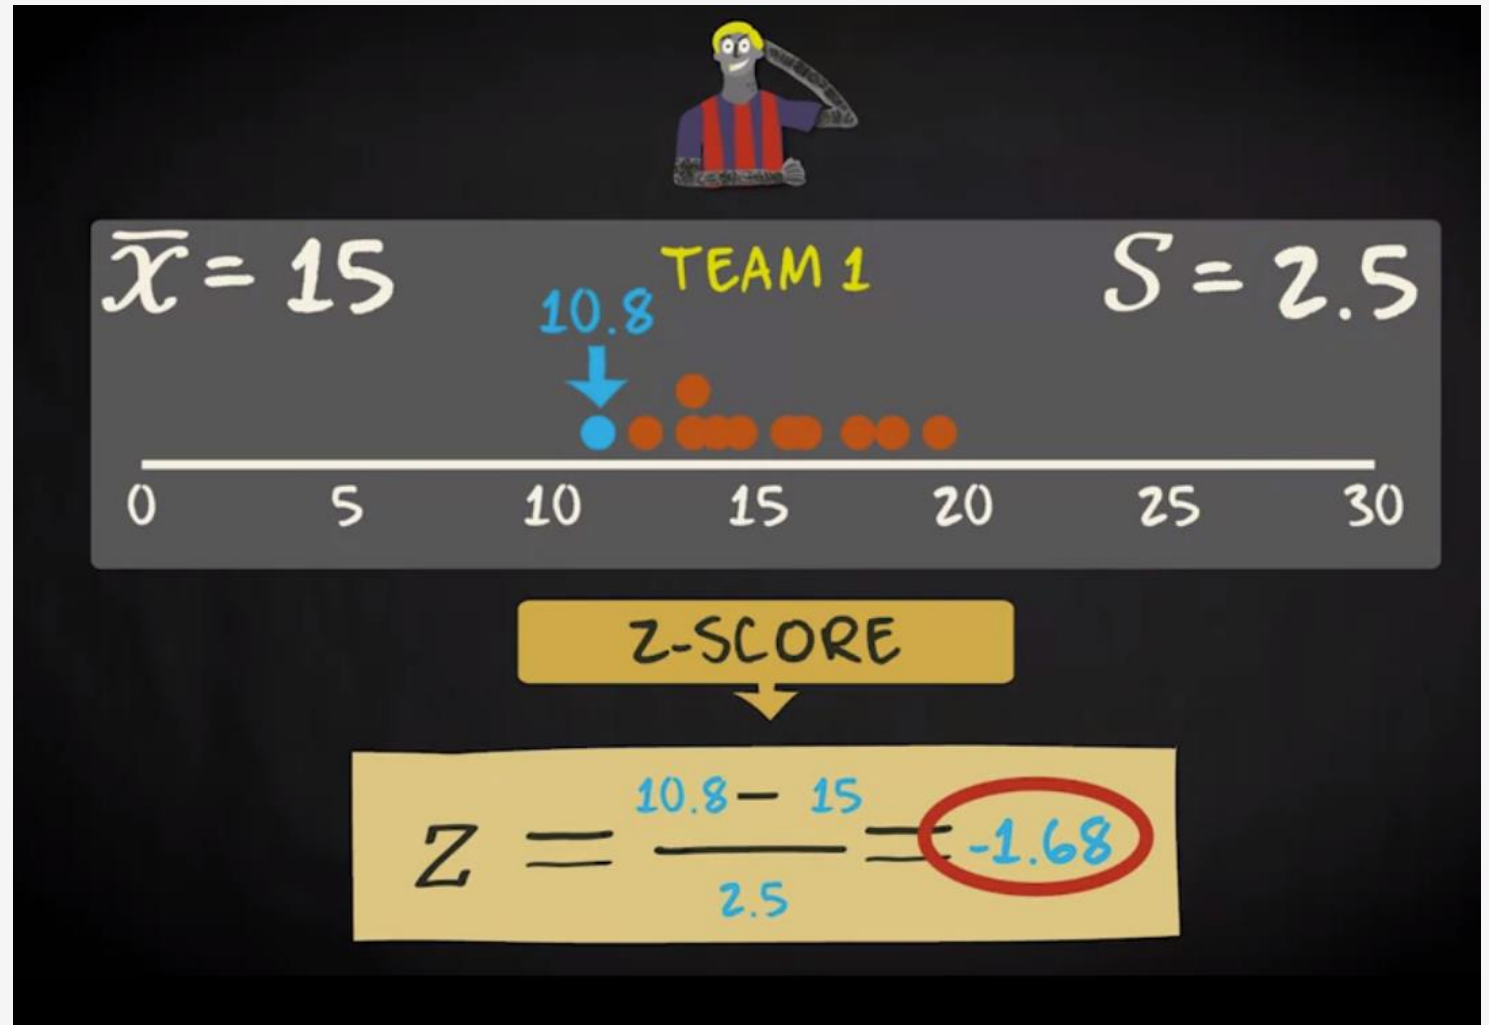 x̄ = 15
TEAM 1
S = 2.5
10.8
0 5 10 15 20 25 30
Z-SCORE
10.8 − 15
Z = = -1.68
2.5